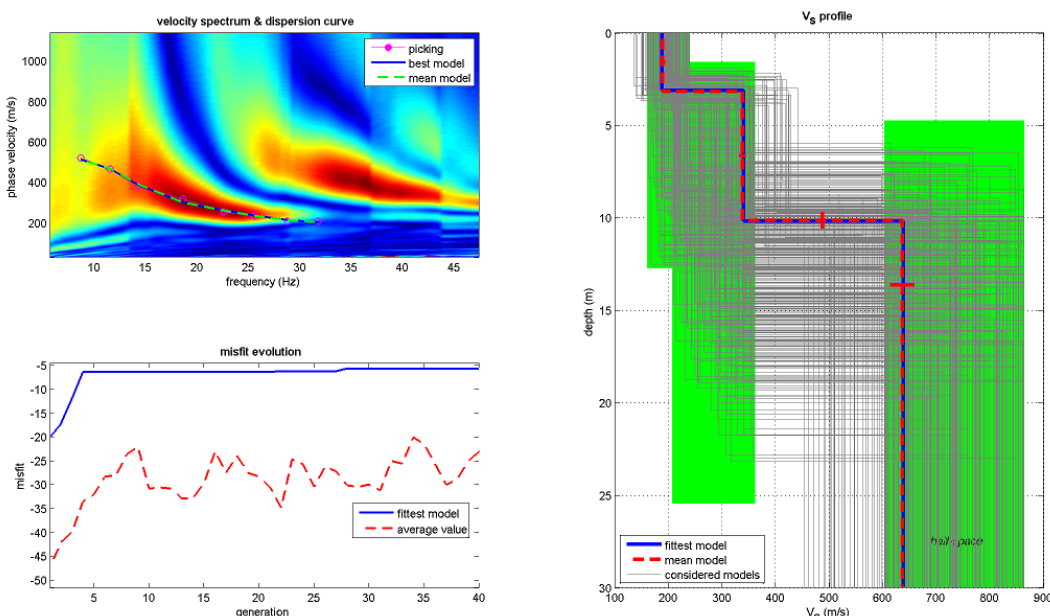 velocity spectrum & dispersion curve
phase velocity (m/s)
1000
800
600
400
200
picking
best model
mean model
10 15 20 25 30 35 40 45
frequency (Hz)
misfit evolution
misfit
-5
-10
-15
-20
-25
-30
-35
-40
-45
-50
fittest model
average value
5 10 15 20 25 30 35 40
generation
VS profile
depth (m)
0
5
10
15
20
25
30
half-space
fittest model
mean model
considered models
100 200 300 400 500 600 700 800 900
(m/s)